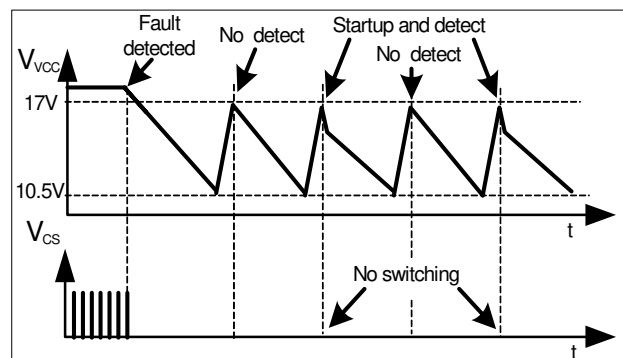 Fault
detected
No detect
Startup and detect
No detect
VVCC
17V
10.5V
t
VCS
No switching
t